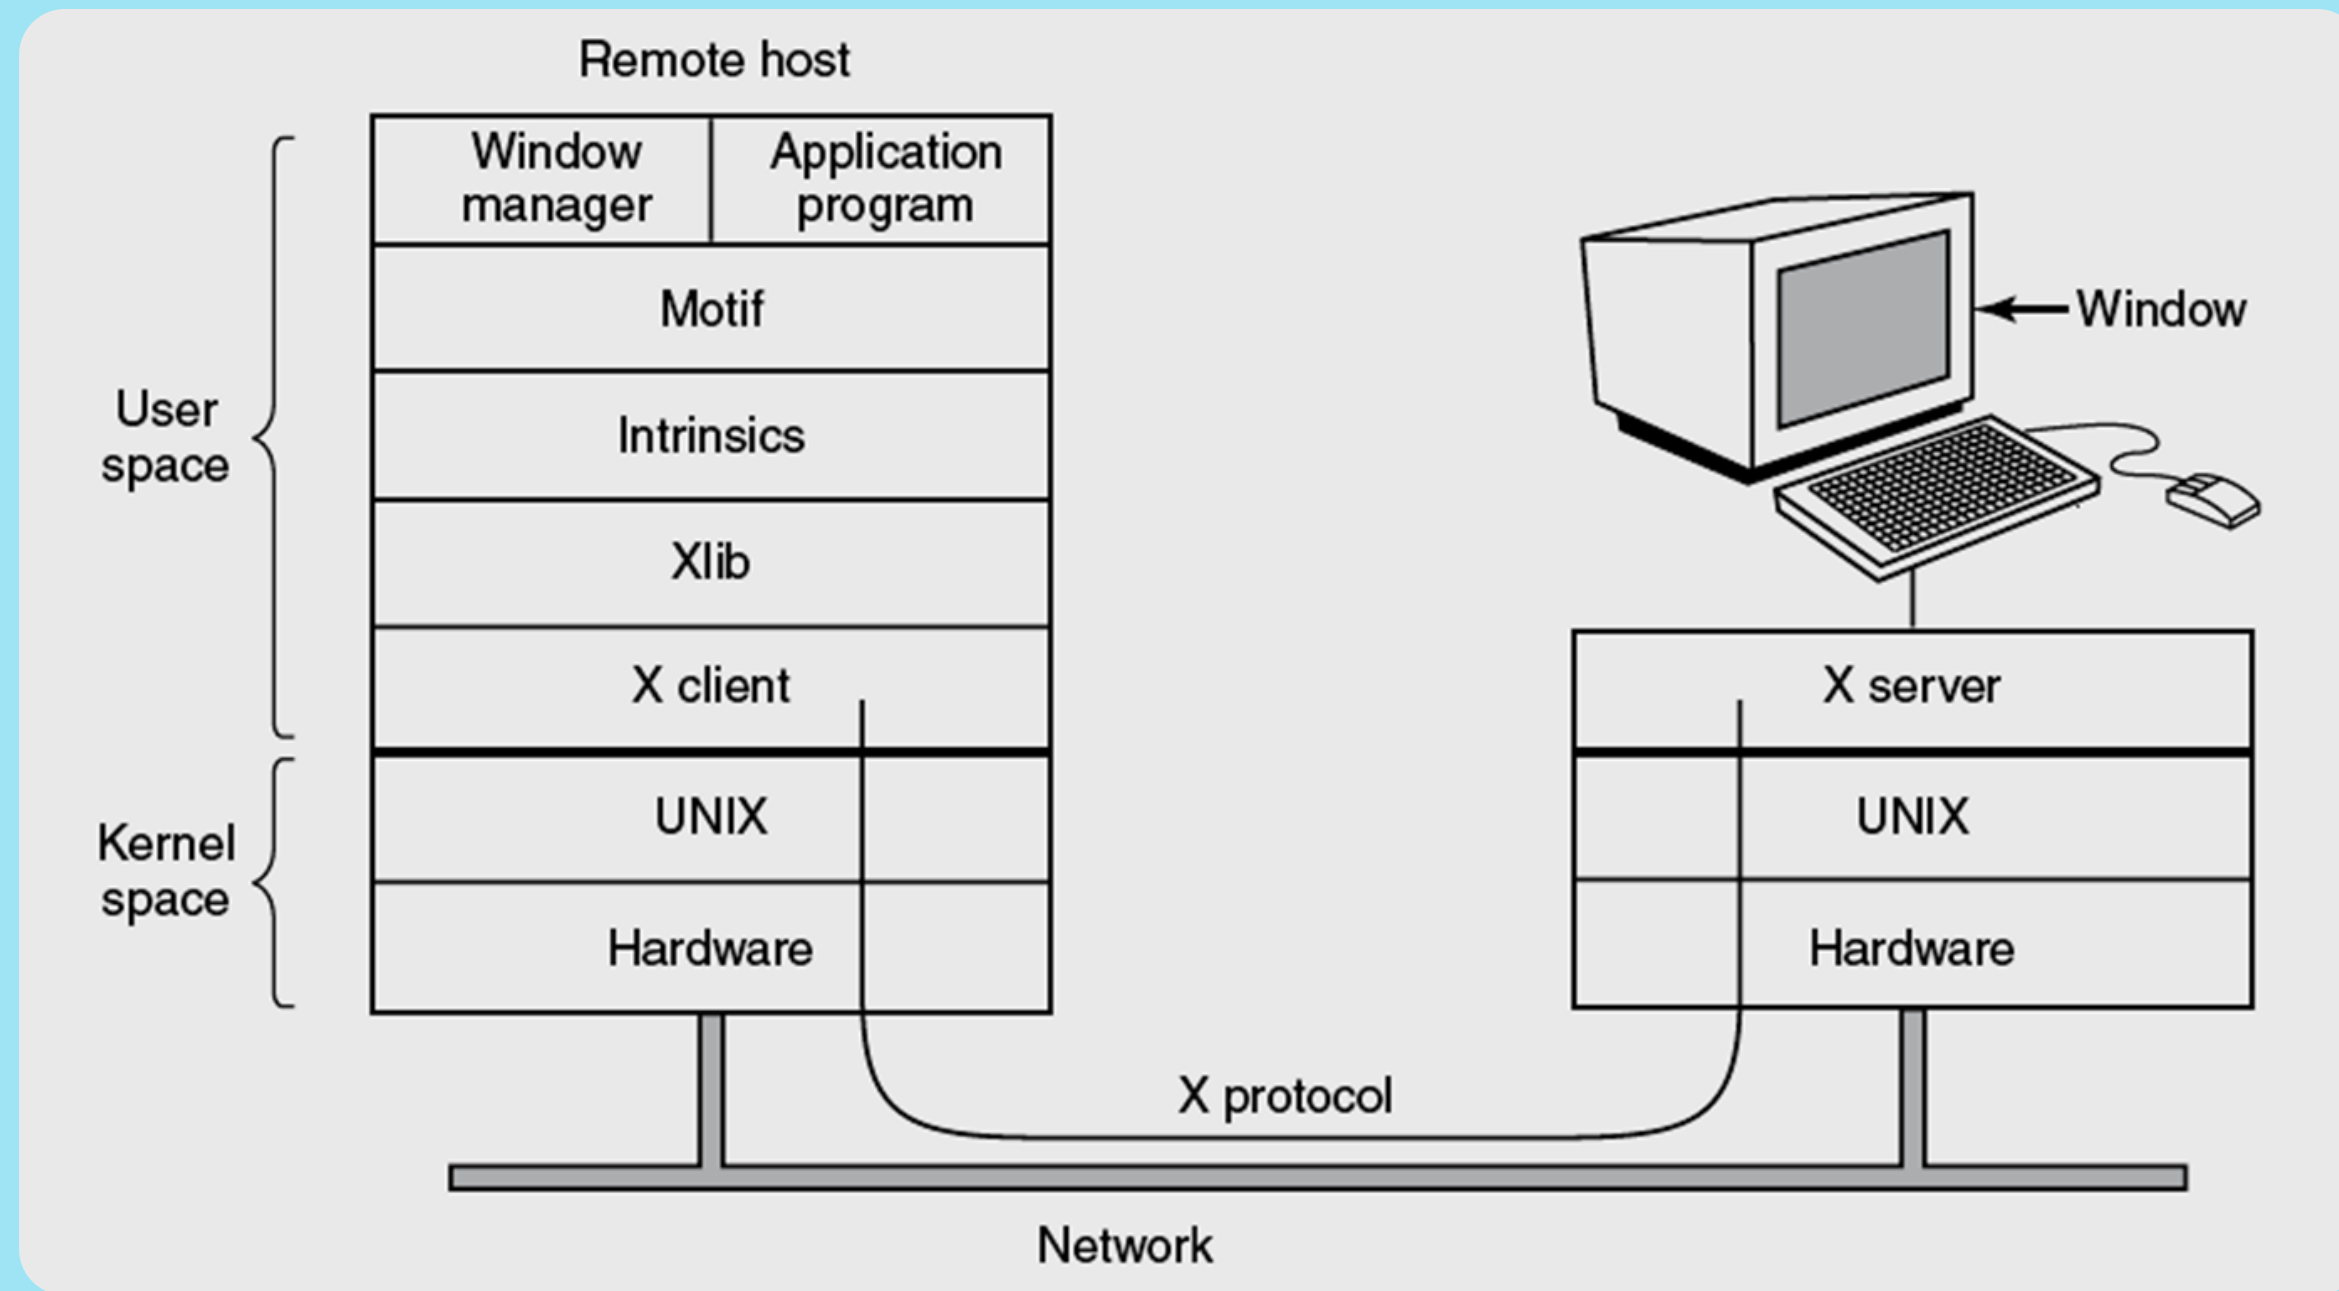 Remote host
Window
manager
Application
program
Motif
Intrinsics
Xlib
X client
UNIX
Hardware
User
space
Kernel
space
Window
X server
UNIX
Hardware
X protocol
Network